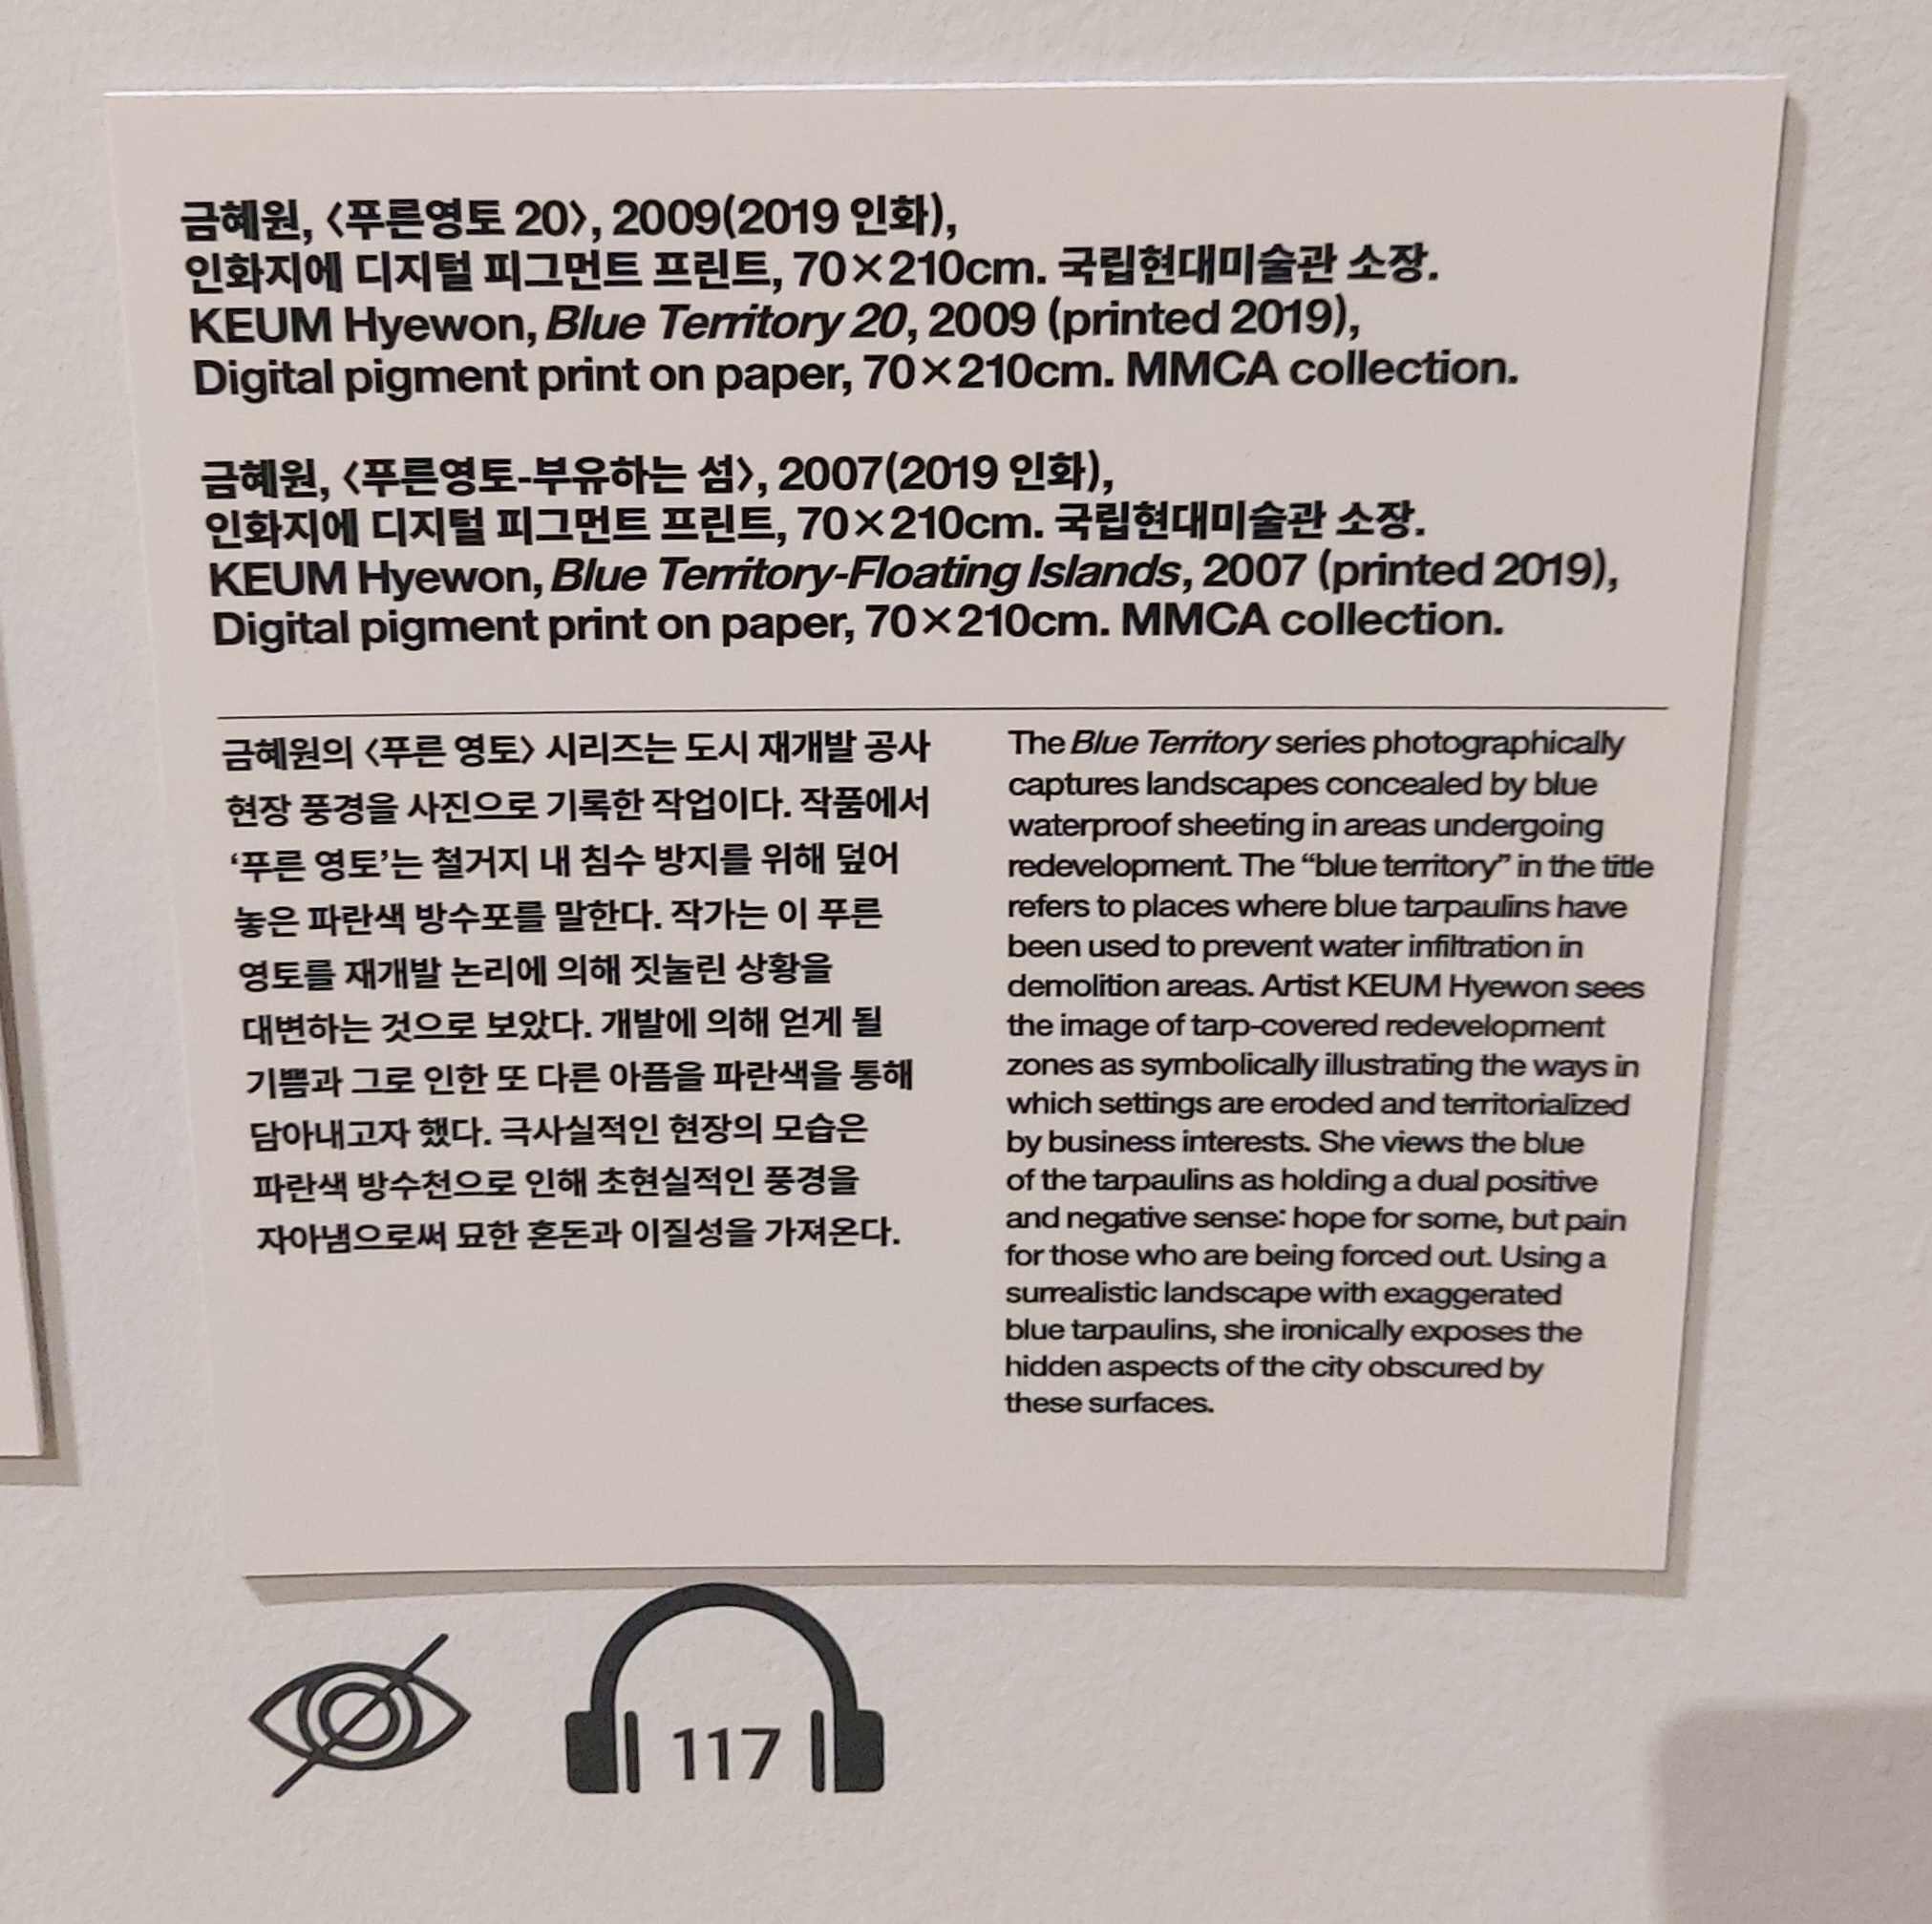 금혜원, 〈푸른영토 20〉, 2009(2019 인화),
인화지에 디지털 피그먼트 프린트, 70×210cm. 국립현대미술관 소장.
KEUM Hyewon, Blue Territory 20, 2009 (printed 2019),
Digital pigment print on paper, 70×210cm. MMCA collection.
금혜원, 〈푸른영토-부유하는 섬〉, 2007(2019 인화),
인화지에 디지털 피그먼트 프린트, 70×210cm. 국립현대미술관 소장.
KEUM Hyewon, Blue Territory-Floating Islands, 2007 (printed 2019),
Digital pigment print on paper, 70×210cm. MMCA collection.
금혜원의 〈푸른 영토〉 시리즈는 도시 재개발 공사
현장 풍경을 사진으로 기록한 작업이다. 작품에서
‘푸른 영토’는 철거지 내 침수 방지를 위해 덮어
놓은 파란색 방수포를 말한다. 작가는 이 푸른
영토를 재개발 논리에 의해 짓눌린 상황을
대변하는 것으로 보았다. 개발에 의해 얻게 될
기쁨과 그로 인한 또 다른 아픔을 파란색을 통해
담아내고자 했다. 극사실적인 현장의 모습은
파란색 방수천으로 인해 초현실적인 풍경을
자아냄으로써 묘한 혼돈과 이질성을 가져온다.
The Blue Territory series photographically
captures landscapes concealed by blue
waterproof sheeting in areas undergoing
redevelopment. The “blue territory” in the title
refers to places where blue tarpaulins have
been used to prevent water infiltration in
demolition areas. Artist KEUM Hyewon sees
the image of tarp-covered redevelopment
zones as symbolically illustrating the ways in
which settings are eroded and territorialized
by business interests. She views the blue
of the tarpaulins as holding a dual positive
and negative sense: hope for some, but pain
for those who are being forced out. Using a
surrealistic landscape with exaggerated
blue tarpaulins, she ironically exposes the
hidden aspects of the city obscured by
these surfaces.
117